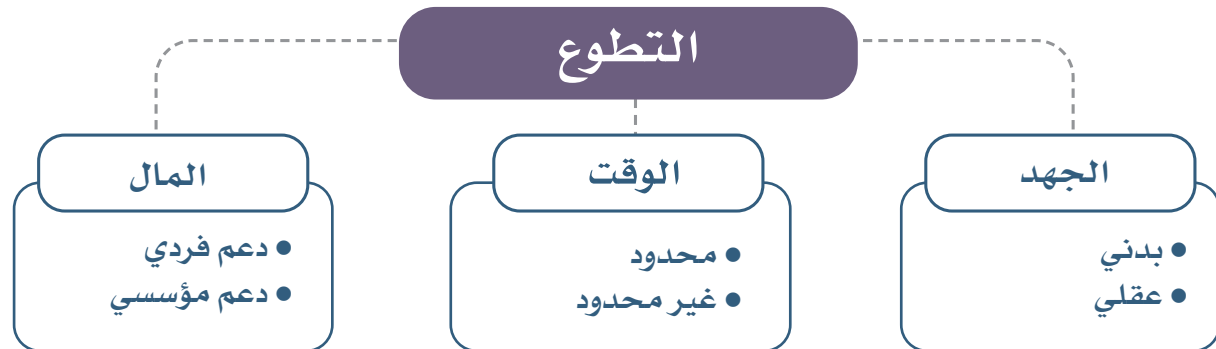 التطوع
الجهد
• بدني
• عقلي
الوقت
• محدود
• غير محدود
المال
• دعم فردي
• دعم مؤسسي